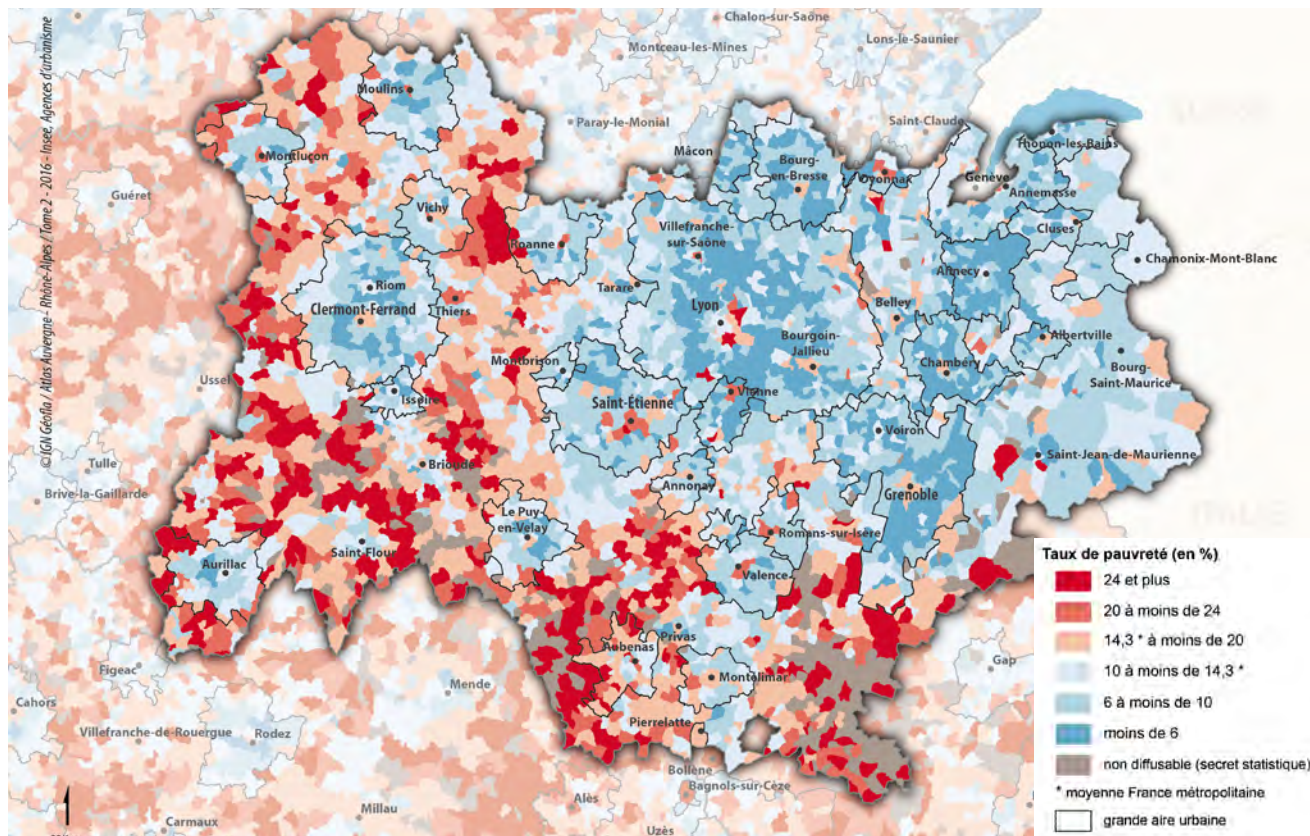 © IGN Géofla / Atlas Auvergne - Rhône-Alpes / Tome 2 - 2016 - Insee, Agences d'urbanisme
Chalon-sur-Saône
Montceau-les-Mines
Lons-le-Saunier
Moulins
Paray-le-Monial
Saint-Claude
Thonon-les-Bains
Mâcon
Montluçon
Bourg-
en-Bresse
Oyonnax
Genève
Annemasse
Guéret
Vichy
Cluses
Roanne
Villefranche-
sur-Saône
Chamonix-Mont-Blanc
Annecy
Riom
Tarare
Clermont-Ferrand
Thiers
Lyon
Belley
Bourgoin-
Jallieu
Albertville
Montbrison
Chambéry
Bourg-
Saint-Maurice
Ussel
Issoire
Saint-Étienne
Vienne
Voiron
Tulle
Brioude
Saint-Jean-de-Maurienne
Brive-la-Gaillarde
Annonay
Grenoble
Le Puy-
en-Velay
Romans-sur-Isère
ITALIE
Saint-Flour
Aurillac
Valence
Privas
Aubenas
Figeac
Mende
Montélimar
Gap
Cahors
Pierrelatte
Villefranche-de-Rouergue
Rodez
Bollène
Bagnols-sur-Cèze
Alès
Millau
Carmaux
Uzès
Taux de pauvreté (en %)
24 et plus
20 à moins de 24
14,3 * à moins de 20
10 à moins de 14,3 *
6 à moins de 10
moins de 6
non diffusable (secret statistique)
* moyenne France métropolitaine
grande aire urbaine